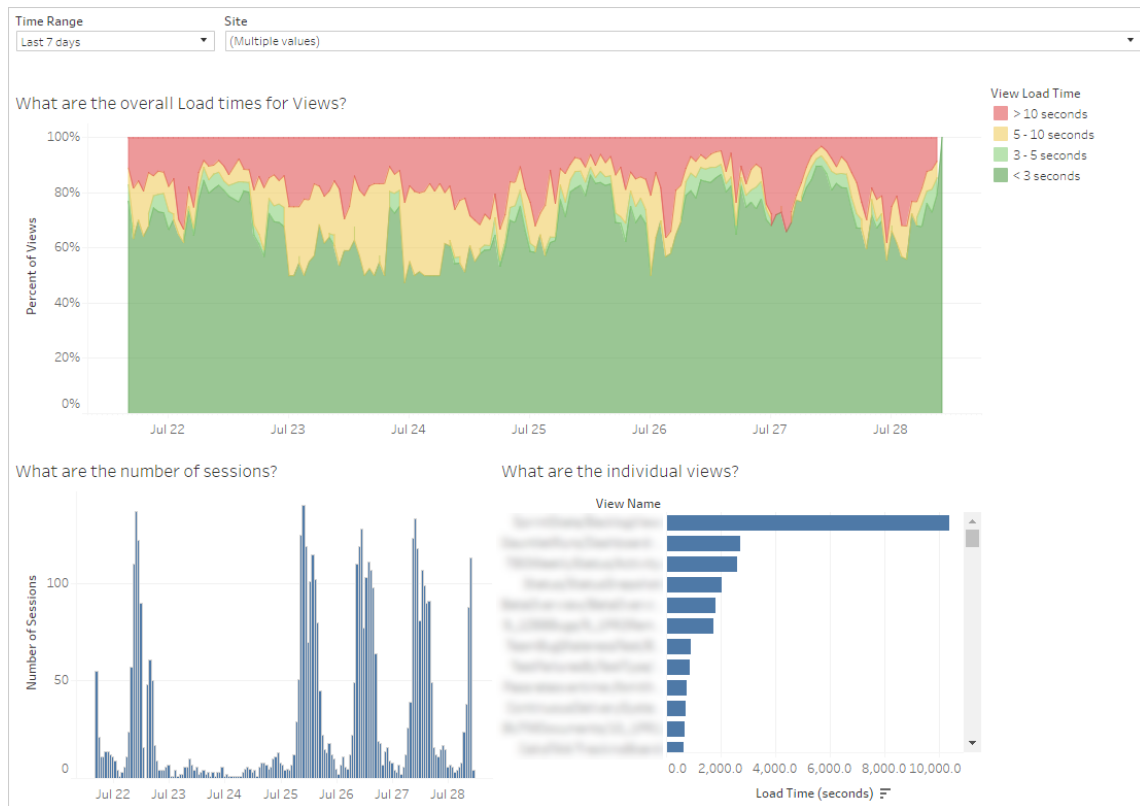 Time Range
Site
Last 7 days
(Multiple values)
What are the overall Load times for Views?
View Load Time
> 10 seconds
5 - 10 seconds
3 - 5 seconds
< 3 seconds
Percent of Views
100%
80%
60%
40%
20%
0%
Jul 22 Jul 23 Jul 24 Jul 25 Jul 26 Jul 27 Jul 28
What are the number of sessions?
Number of Sessions
100
50
0
Jul 22 Jul 23 Jul 24 Jul 25 Jul 26 Jul 27 Jul 28
What are the individual views?
View Name
0.0 2,000.0 4,000.0 6,000.0 8,000.0 10,000.0
Load Time (seconds)